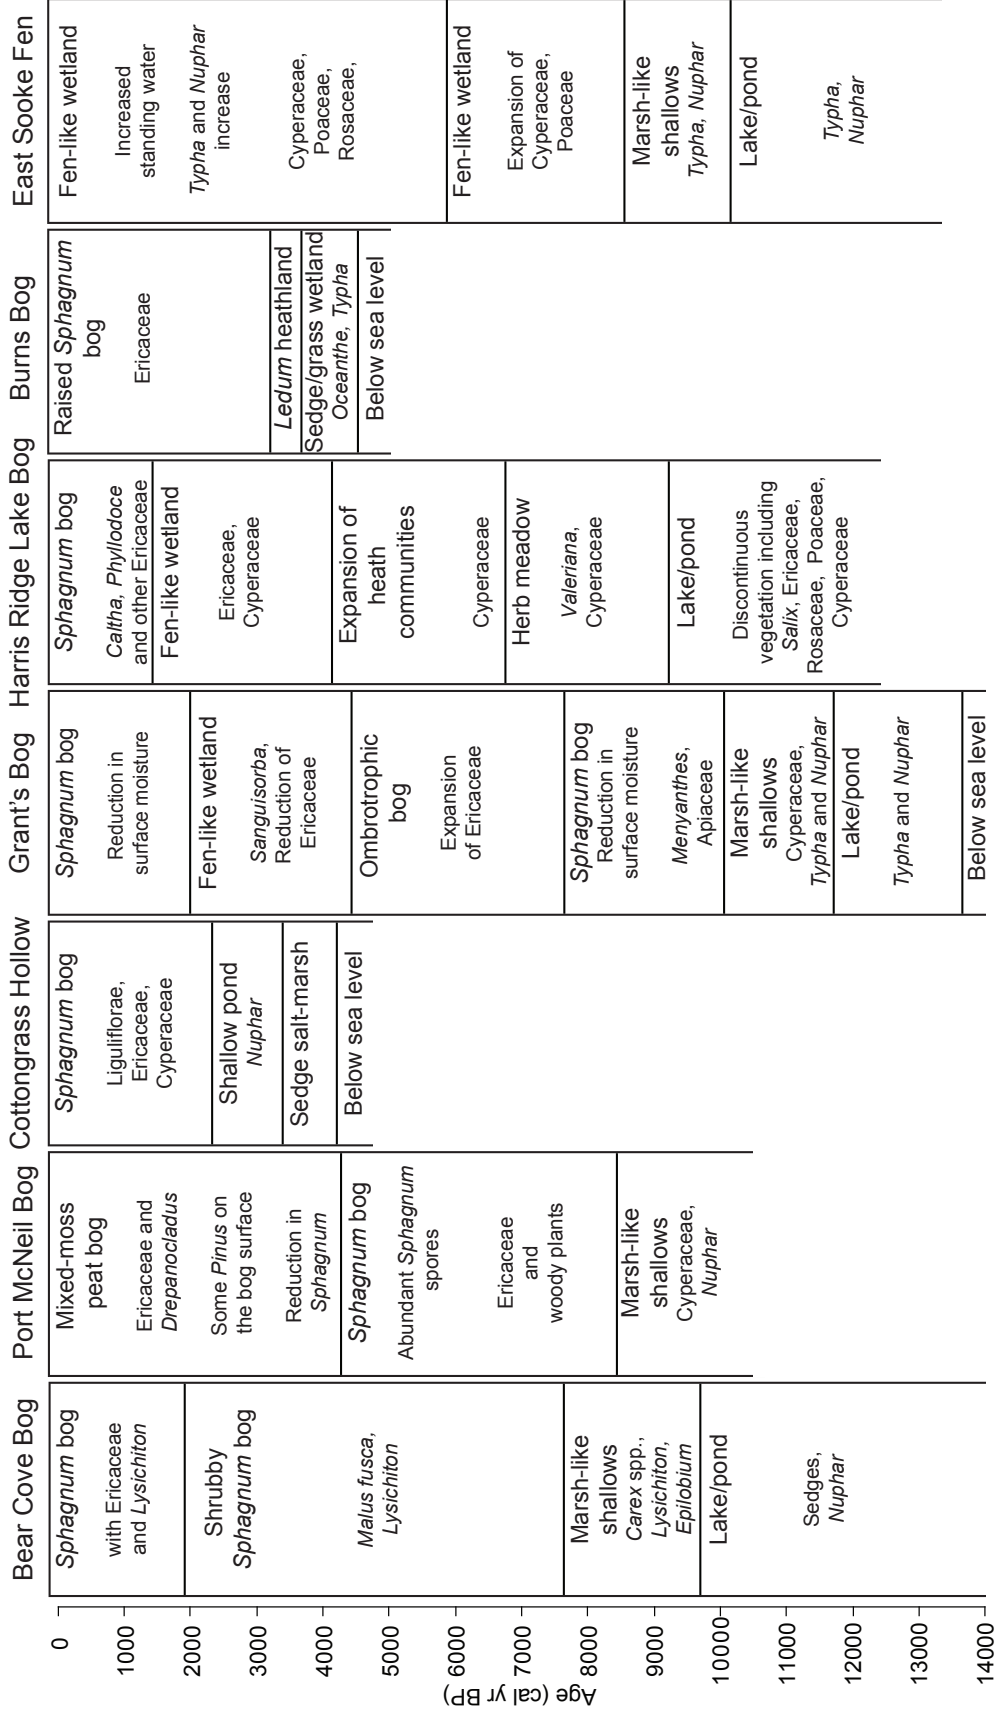 Age (cal yr BP)
0
1000
2000
3000
4000
5000
6000
7000
8000
9000
10000
11000
12000
13000
14000
Bear Cove Bog
Sphagnum bog
with Ericaceae
and Lysichiton
Shrubby
Sphagnum bog
Malus fusca,
Lysichiton
Marsh-like
shallows
Carex spp.,
Lysichiton,
Epilobium
Lake/pond
Sedges,
Nuphar
Port McNeil Bog
Mixed-moss
peat bog
Ericaceae and
Drepanocladus
Some Pinus on
the bog surface
Reduction in
Sphagnum
Sphagnum bog
Abundant Sphagnum
spores
Ericaceae
and
woody plants
Marsh-like
shallows
Cyperaceae,
Nuphar
Cottongrass Hollow
Sphagnum bog
Liguliflorae,
Ericaceae,
Cyperaceae
Shallow pond
Nuphar
Sedge salt-marsh
Below sea level
Grant's Bog
Sphagnum bog
Reduction in
surface moisture
Fen-like wetland
Sanguisorba,
Reduction of
Ericaceae
Ombrotrophic
bog
Expansion
of Ericaceae
Sphagnum bog
Reduction in
surface moisture
Menyanthes,
Apiaceae
Marsh-like
shallows
Cyperaceae,
Typha and Nuphar
Lake/pond
Typha and Nuphar
Below sea level
Harris Ridge Lake Bog
Sphagnum bog
Caltha, Phyllodoce
and other Ericaceae
Fen-like wetland
Ericaceae,
Cyperaceae
Expansion of
heath
communities
Cyperaceae
Herb meadow
Valeriana,
Cyperaceae
Lake/pond
Discontinuous
vegetation including
Salix, Ericaceae,
Rosaceae, Poaceae,
Cyperaceae
Burns Bog
Raised Sphagnum
bog
Ericaceae
Ledum heathland
Sedge/grass wetland
Oceanthe, Typha
Below sea level
East Sooke Fen
Fen-like wetland
Increased
standing water
Typha and Nuphar
increase
Cyperaceae,
Poaceae,
Rosaceae,
Fen-like wetland
Expansion of
Cyperaceae,
Poaceae
Marsh-like
shallows
Typha, Nuphar
Lake/pond
Typha,
Nuphar